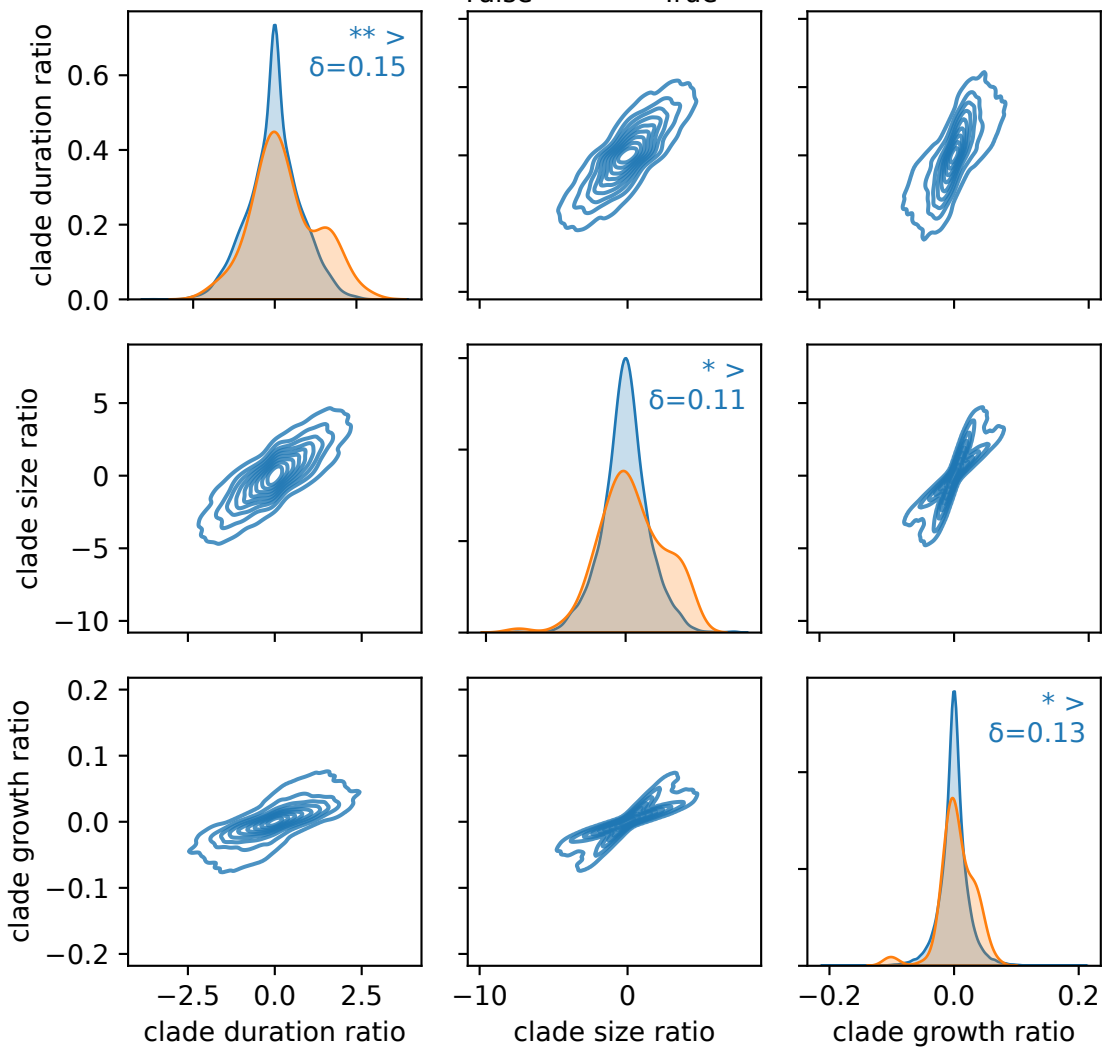 False True
clade duration ratio
0.6
0.4
0.2
0.0
** >
δ=0.15
clade size ratio
5
0
−5
−10
* >
δ=0.11
clade growth ratio
0.2
0.1
0.0
−0.1
−0.2
* >
δ=0.13
−2.5 0.0 2.5
−10 0
−0.2 0.0 0.2
clade duration ratio
clade size ratio
clade growth ratio